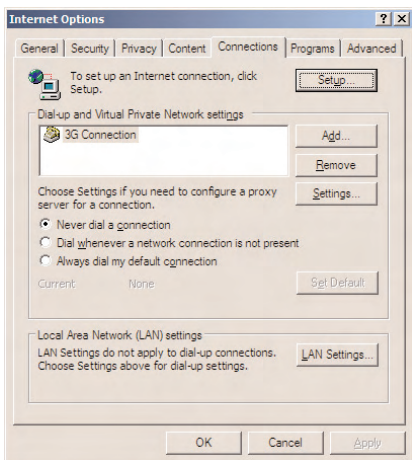 Internet Options
General Security Privacy Content Connections Programs Advanced
To set up an Internet connection, click
Setup.
Setup...
Dial-up and Virtual Private Network settings
3G Connection
Add...
Remove
Choose Settings if you need to configure a proxy
server for a connection.
Settings...
Never dial a connection
Dial whenever a network connection is not present
Always dial my default connection
Current None
Set Default
Local Area Network (LAN) settings
LAN Settings do not apply to dial-up connections.
Choose Settings above for dial-up settings.
LAN Settings...
OK Cancel Apply